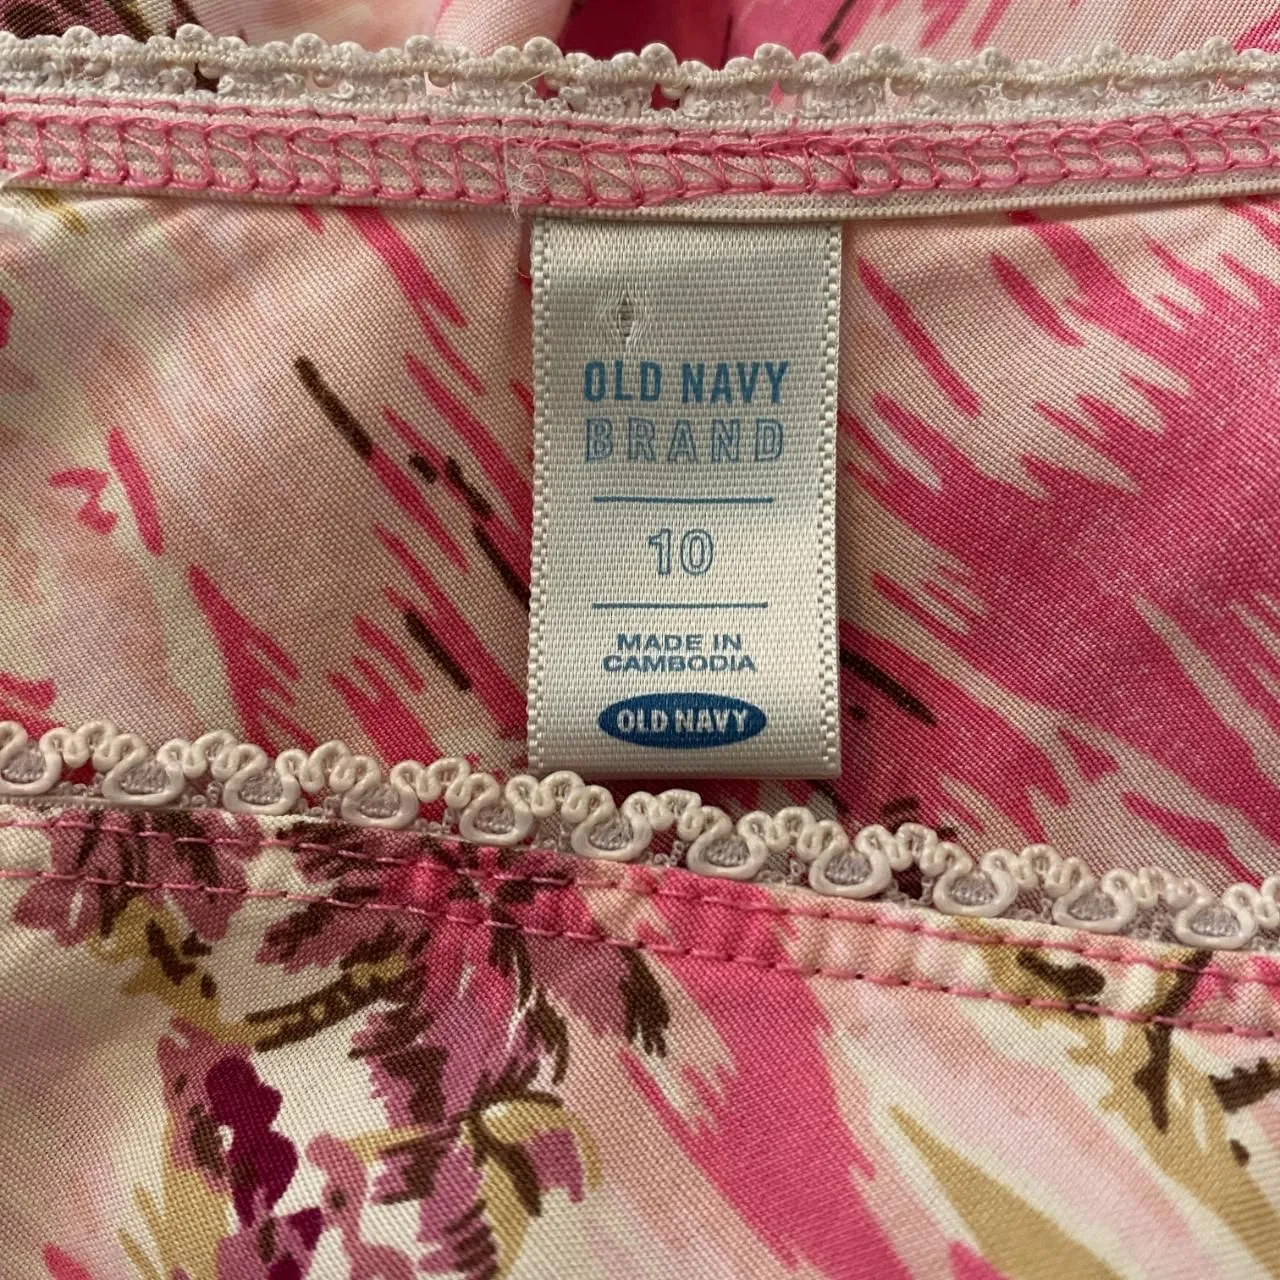 OLD NAVY
BRAND
10
MADE IN
CAMBODIA
OLD NAVY